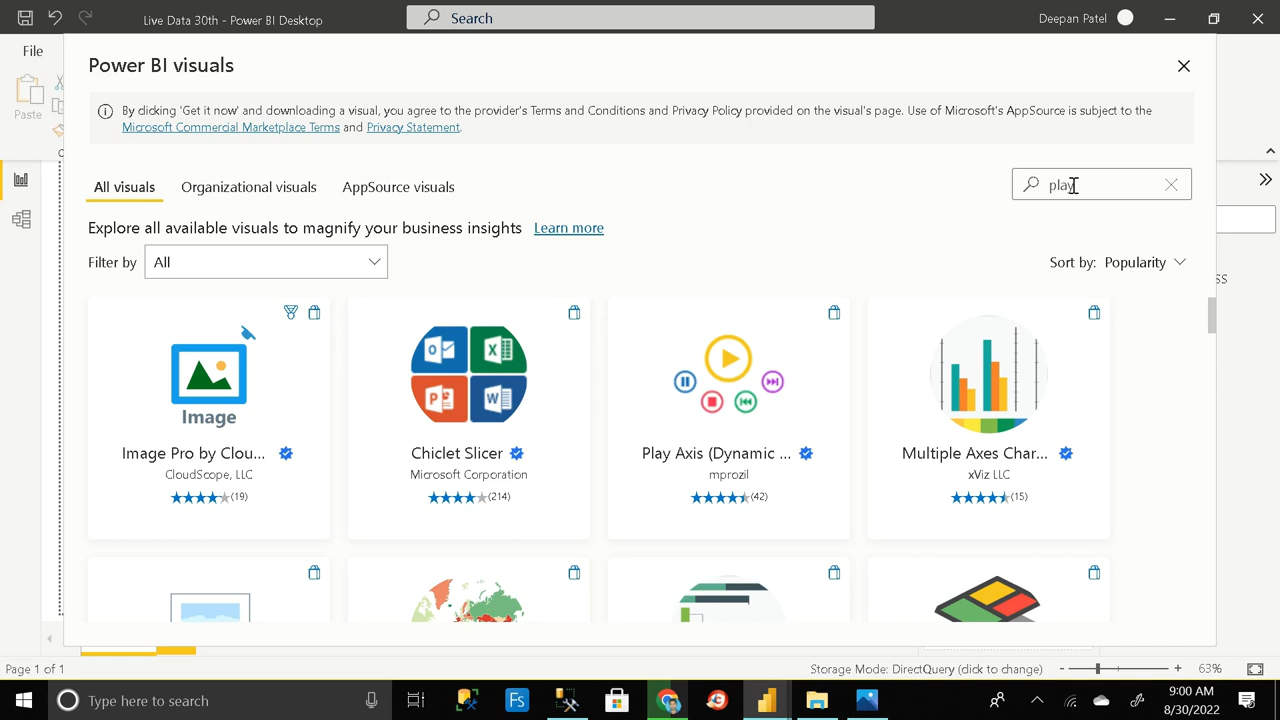 Live Data 30th - Power BI Desktop
Search
Deepan Patel
File
Paste
Power BI visuals
By clicking 'Get it now' and downloading a visual, you agree to the provider's Terms and Conditions and Privacy Policy provided on the visual's page. Use of Microsoft's AppSource is subject to the
Microsoft Commercial Marketplace Terms and Privacy Statement.
All visuals
Organizational visuals
AppSource visuals
play
Explore all available visuals to magnify your business insights Learn more
Filter by
All
Sort by: Popularity
Image
Image Pro by Clou...
CloudScope, LLC
(19)
Chiclet Slicer
Microsoft Corporation
(214)
Play Axis (Dynamic ...
mprozil
(42)
Multiple Axes Char...
xViz LLC
(15)
Page 1 of 1
Storage Mode: DirectQuery (click to change)
63%
Type here to search
Fs
9:00 AM
8/30/2022